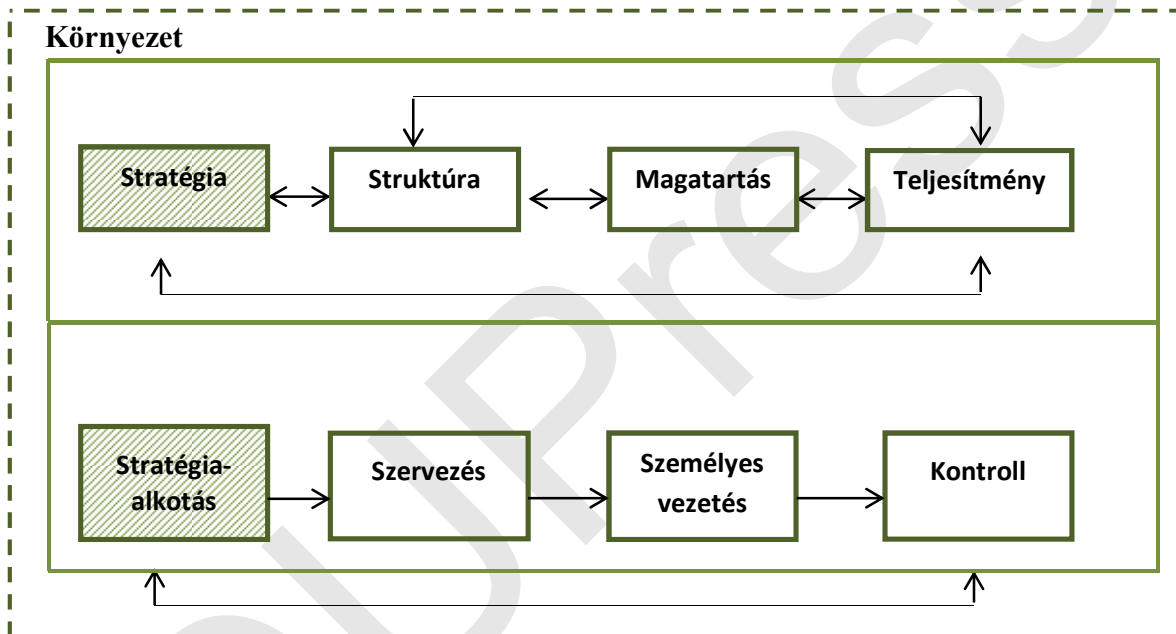 Környezet
Stratégia
Struktúra
Magatartás
Teljesítmény
Stratégia-
alkotás
Szervezés
Személyes
vezetés
Kontroll